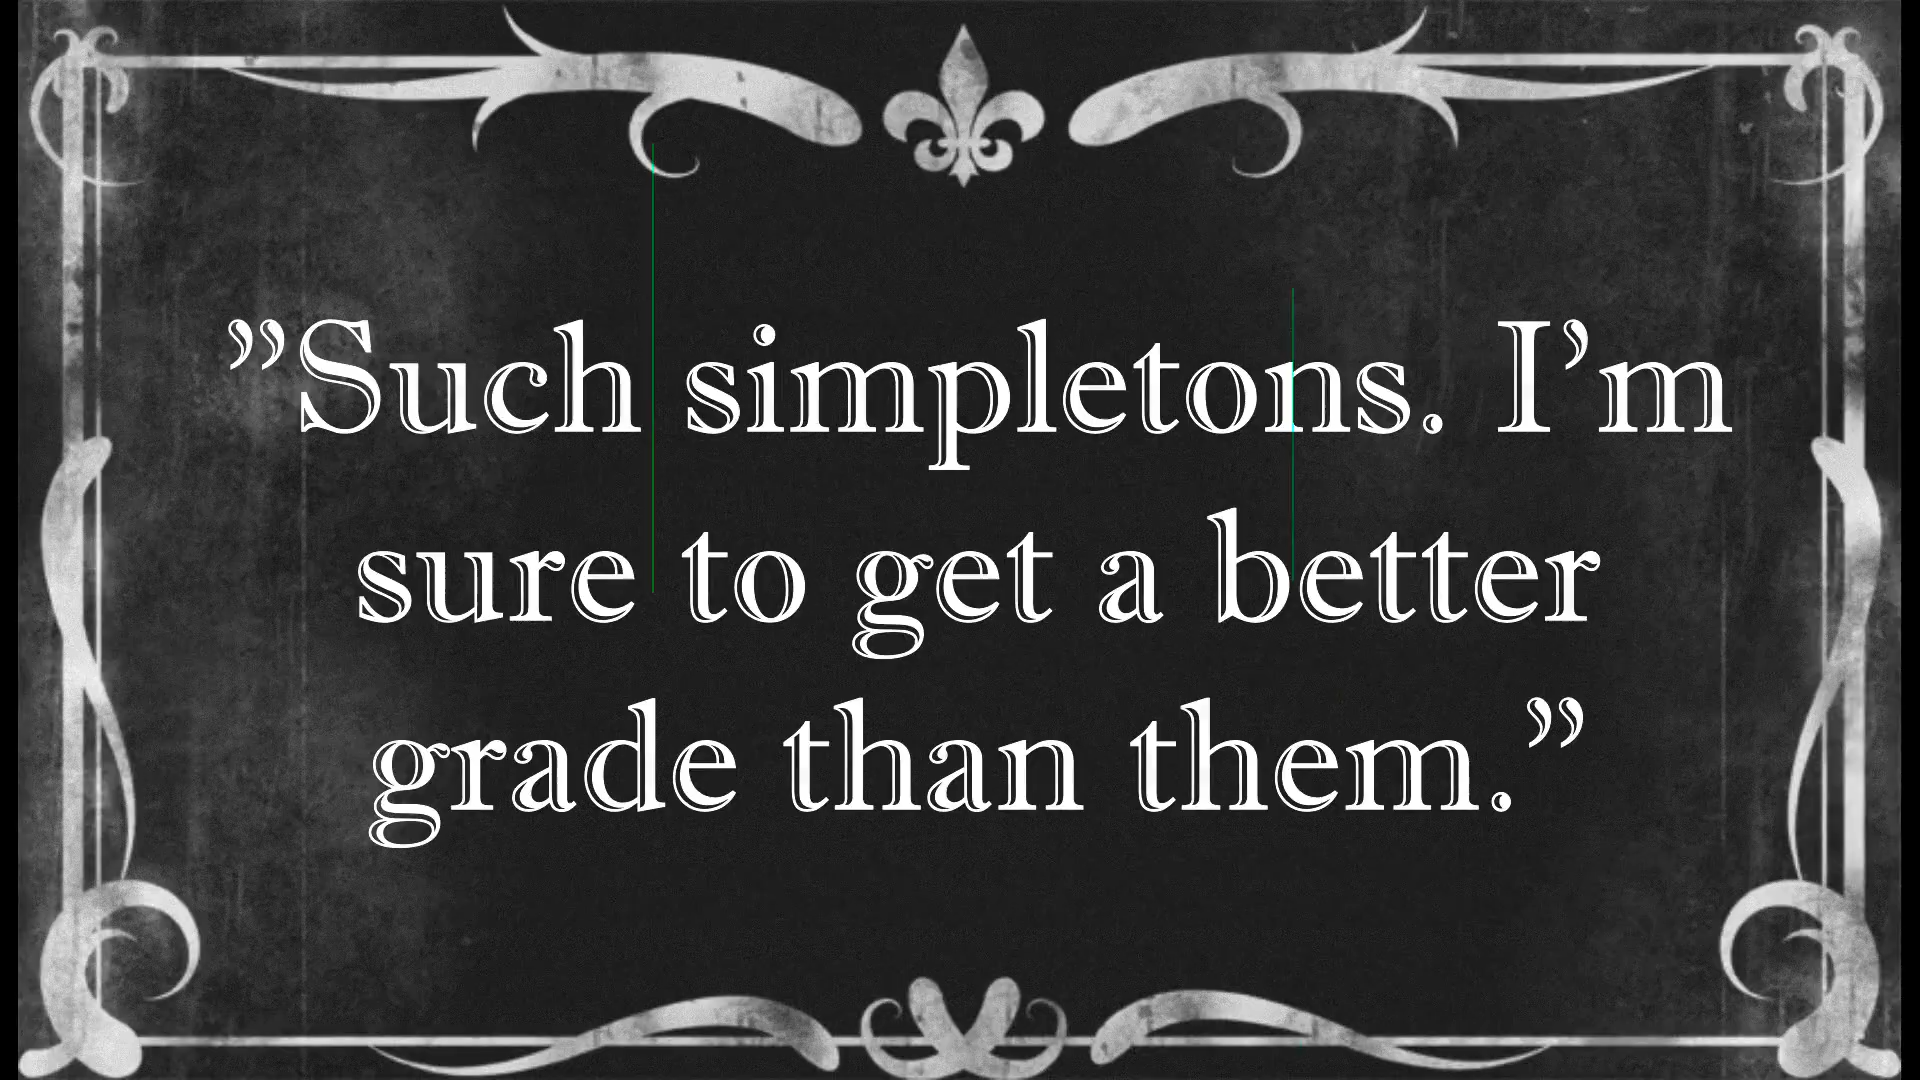 ”Such simpletons. I’m
sure to get a better
grade than them.”